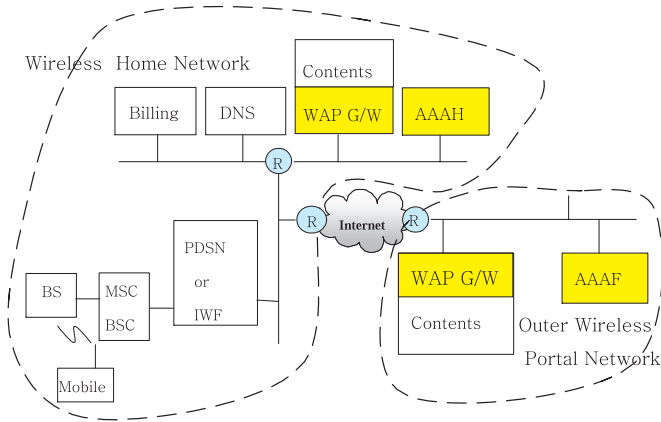 Wireless Home Network
Contents
Billing
DNS
WAP G/W
AAAH
R
R
Internet
R
PDSN
or
IWF
BS
MSC
BSC
Mobile
WAP G/W
AAAF
Contents
Outer Wireless
Portal Network